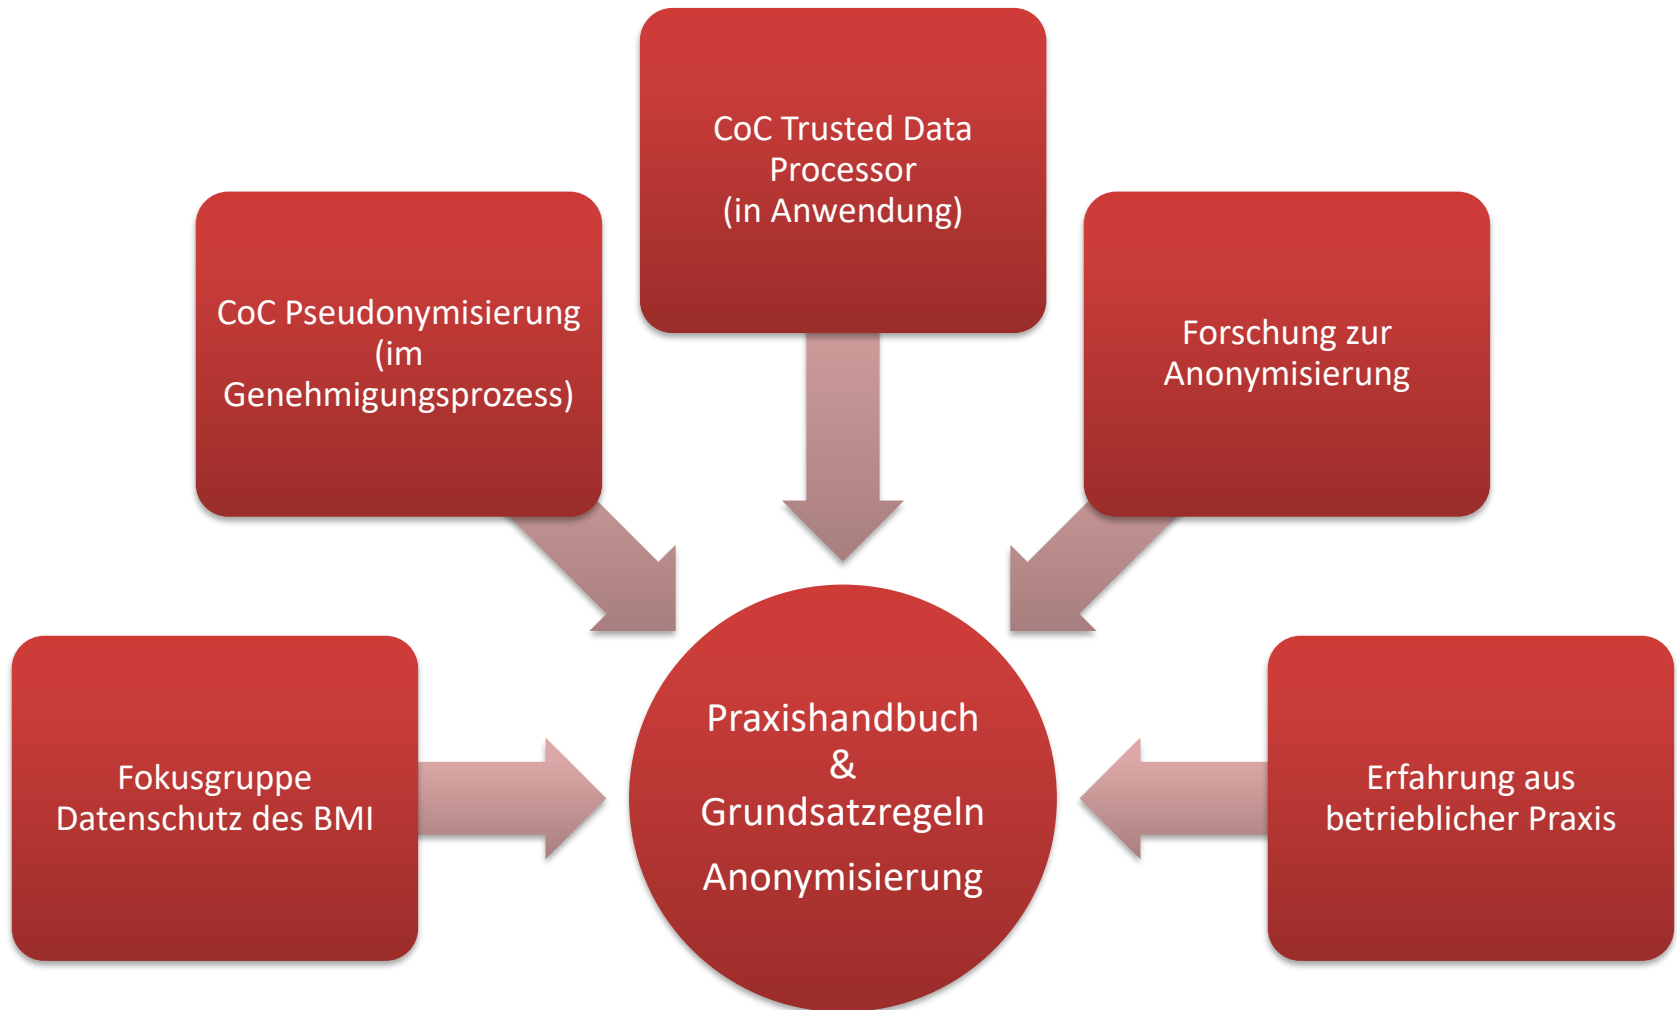 CoC Trusted Data
Processor
(in Anwendung)
CoC Pseudonymisierung
(im
Genehmigungsprozess)
Forschung zur
Anonymisierung
Fokusgruppe
Datenschutz des BMI
Praxishandbuch
&
Grundsatzregeln
Anonymisierung
Erfahrung aus
betrieblicher Praxis